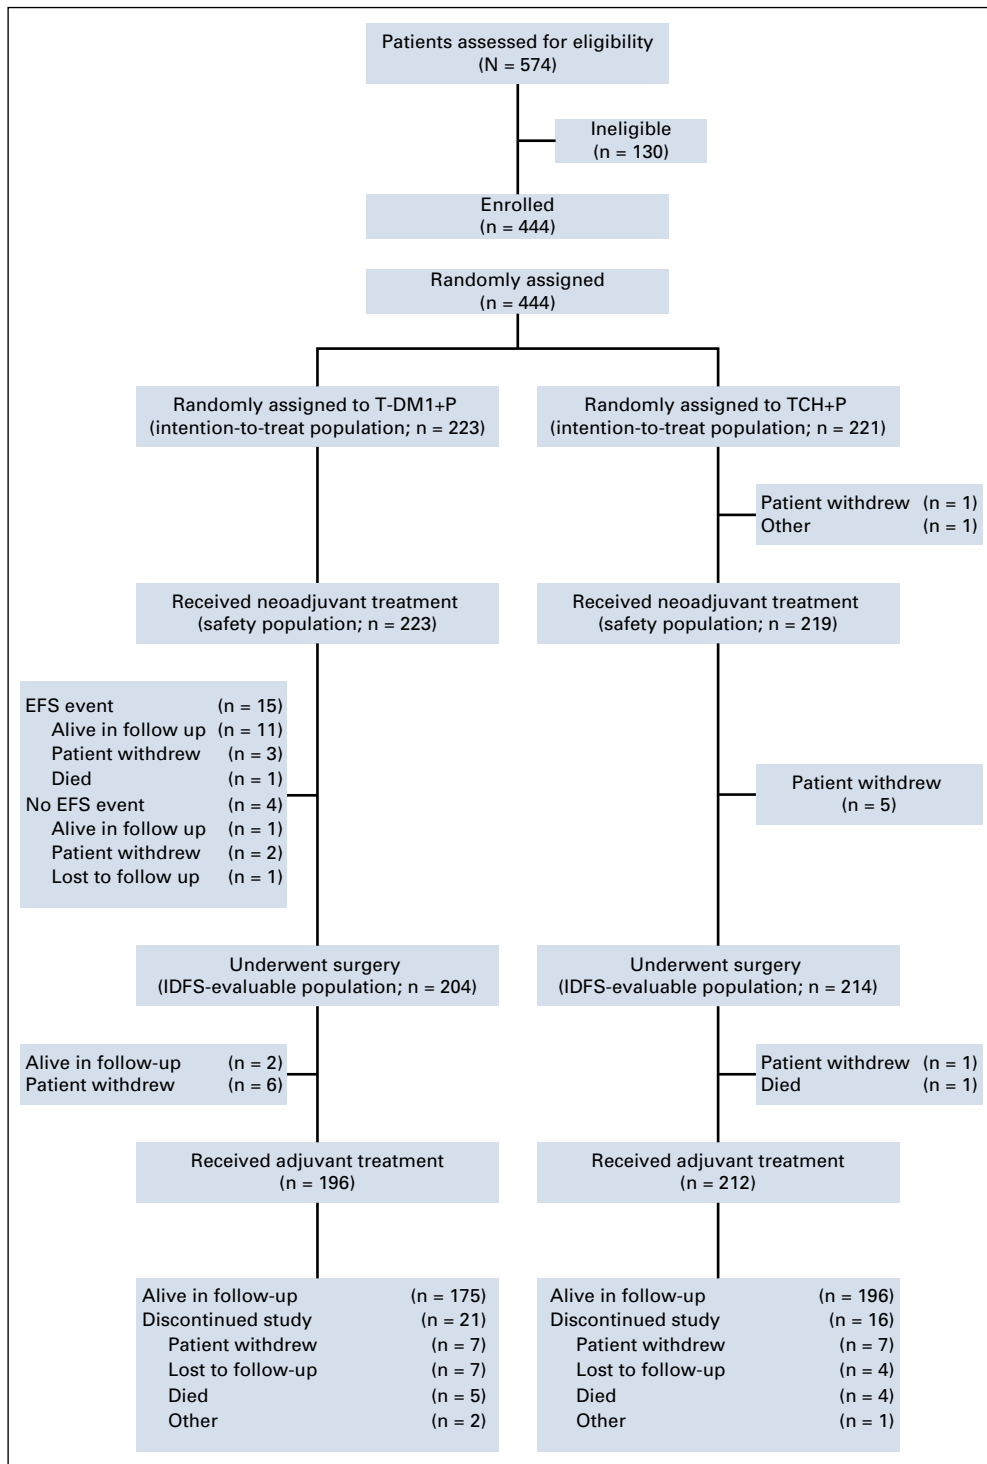 Patients assessed for eligibility
(N = 574)
Ineligible
(n = 130)
Enrolled
(n = 444)
Randomly assigned
(n = 444)
Randomly assigned to T-DM1+P
(intention-to-treat population; n = 223)
Randomly assigned to TCH+P
(intention-to-treat population; n = 221)
Patient withdrew (n = 1)
Other (n = 1)
Received neoadjuvant treatment
(safety population; n = 223)
Received neoadjuvant treatment
(safety population; n = 219)
EFS event (n = 15)
Alive in follow up (n = 11)
Patient withdrew (n = 3)
Died (n = 1)
No EFS event (n = 4)
Alive in follow up (n = 1)
Patient withdrew (n = 2)
Lost to follow up (n = 1)
Patient withdrew
(n = 5)
Underwent surgery
(IDFS-evaluable population; n = 204)
Underwent surgery
(IDFS-evaluable population; n = 214)
Alive in follow-up (n = 2)
Patient withdrew (n = 6)
Patient withdrew (n = 1)
Died (n = 1)
Received adjuvant treatment
(n = 196)
Received adjuvant treatment
(n = 212)
Alive in follow-up (n = 175)
Discontinued study (n = 21)
Patient withdrew (n = 7)
Lost to follow-up (n = 7)
Died (n = 5)
Other (n = 2)
Alive in follow-up (n = 196)
Discontinued study (n = 16)
Patient withdrew (n = 7)
Lost to follow-up (n = 4)
Died (n = 4)
Other (n = 1)